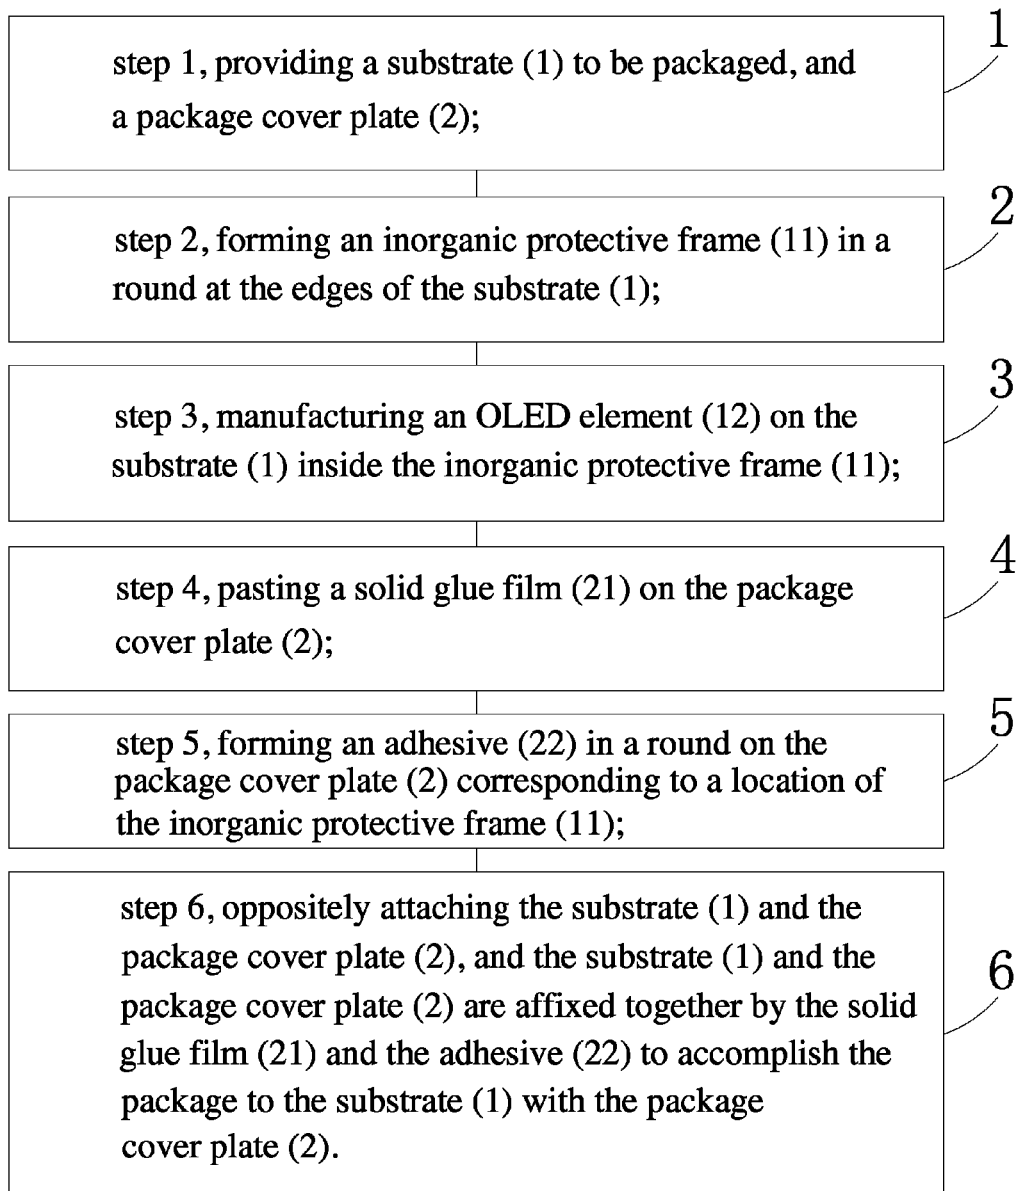 step 1, providing a substrate (1) to be packaged, and
a package cover plate (2);
1
step 2, forming an inorganic protective frame (11) in a
round at the edges of the substrate (1);
2
step 3, manufacturing an OLED element (12) on the
substrate (1) inside the inorganic protective frame (11);
3
step 4, pasting a solid glue film (21) on the package
cover plate (2);
4
step 5, forming an adhesive (22) in a round on the
package cover plate (2) corresponding to a location of
the inorganic protective frame (11);
5
step 6, oppositely attaching the substrate (1) and the
package cover plate (2), and the substrate (1) and the
package cover plate (2) are affixed together by the solid
glue film (21) and the adhesive (22) to accomplish the
package to the substrate (1) with the package
cover plate (2).
6